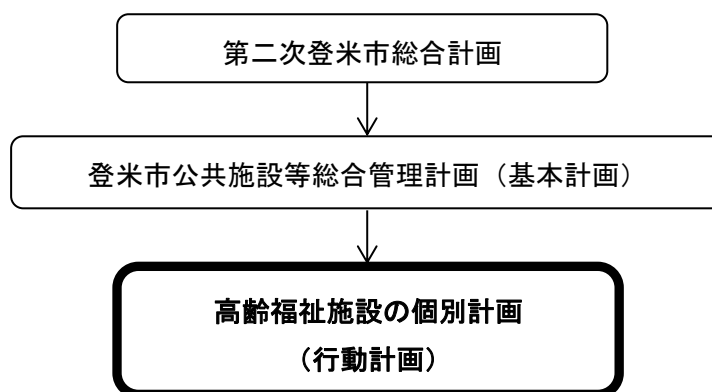 第二次登米市総合計画
登米市公共施設等総合管理計画（基本計画）
高齢福祉施設の個別計画
（行動計画）